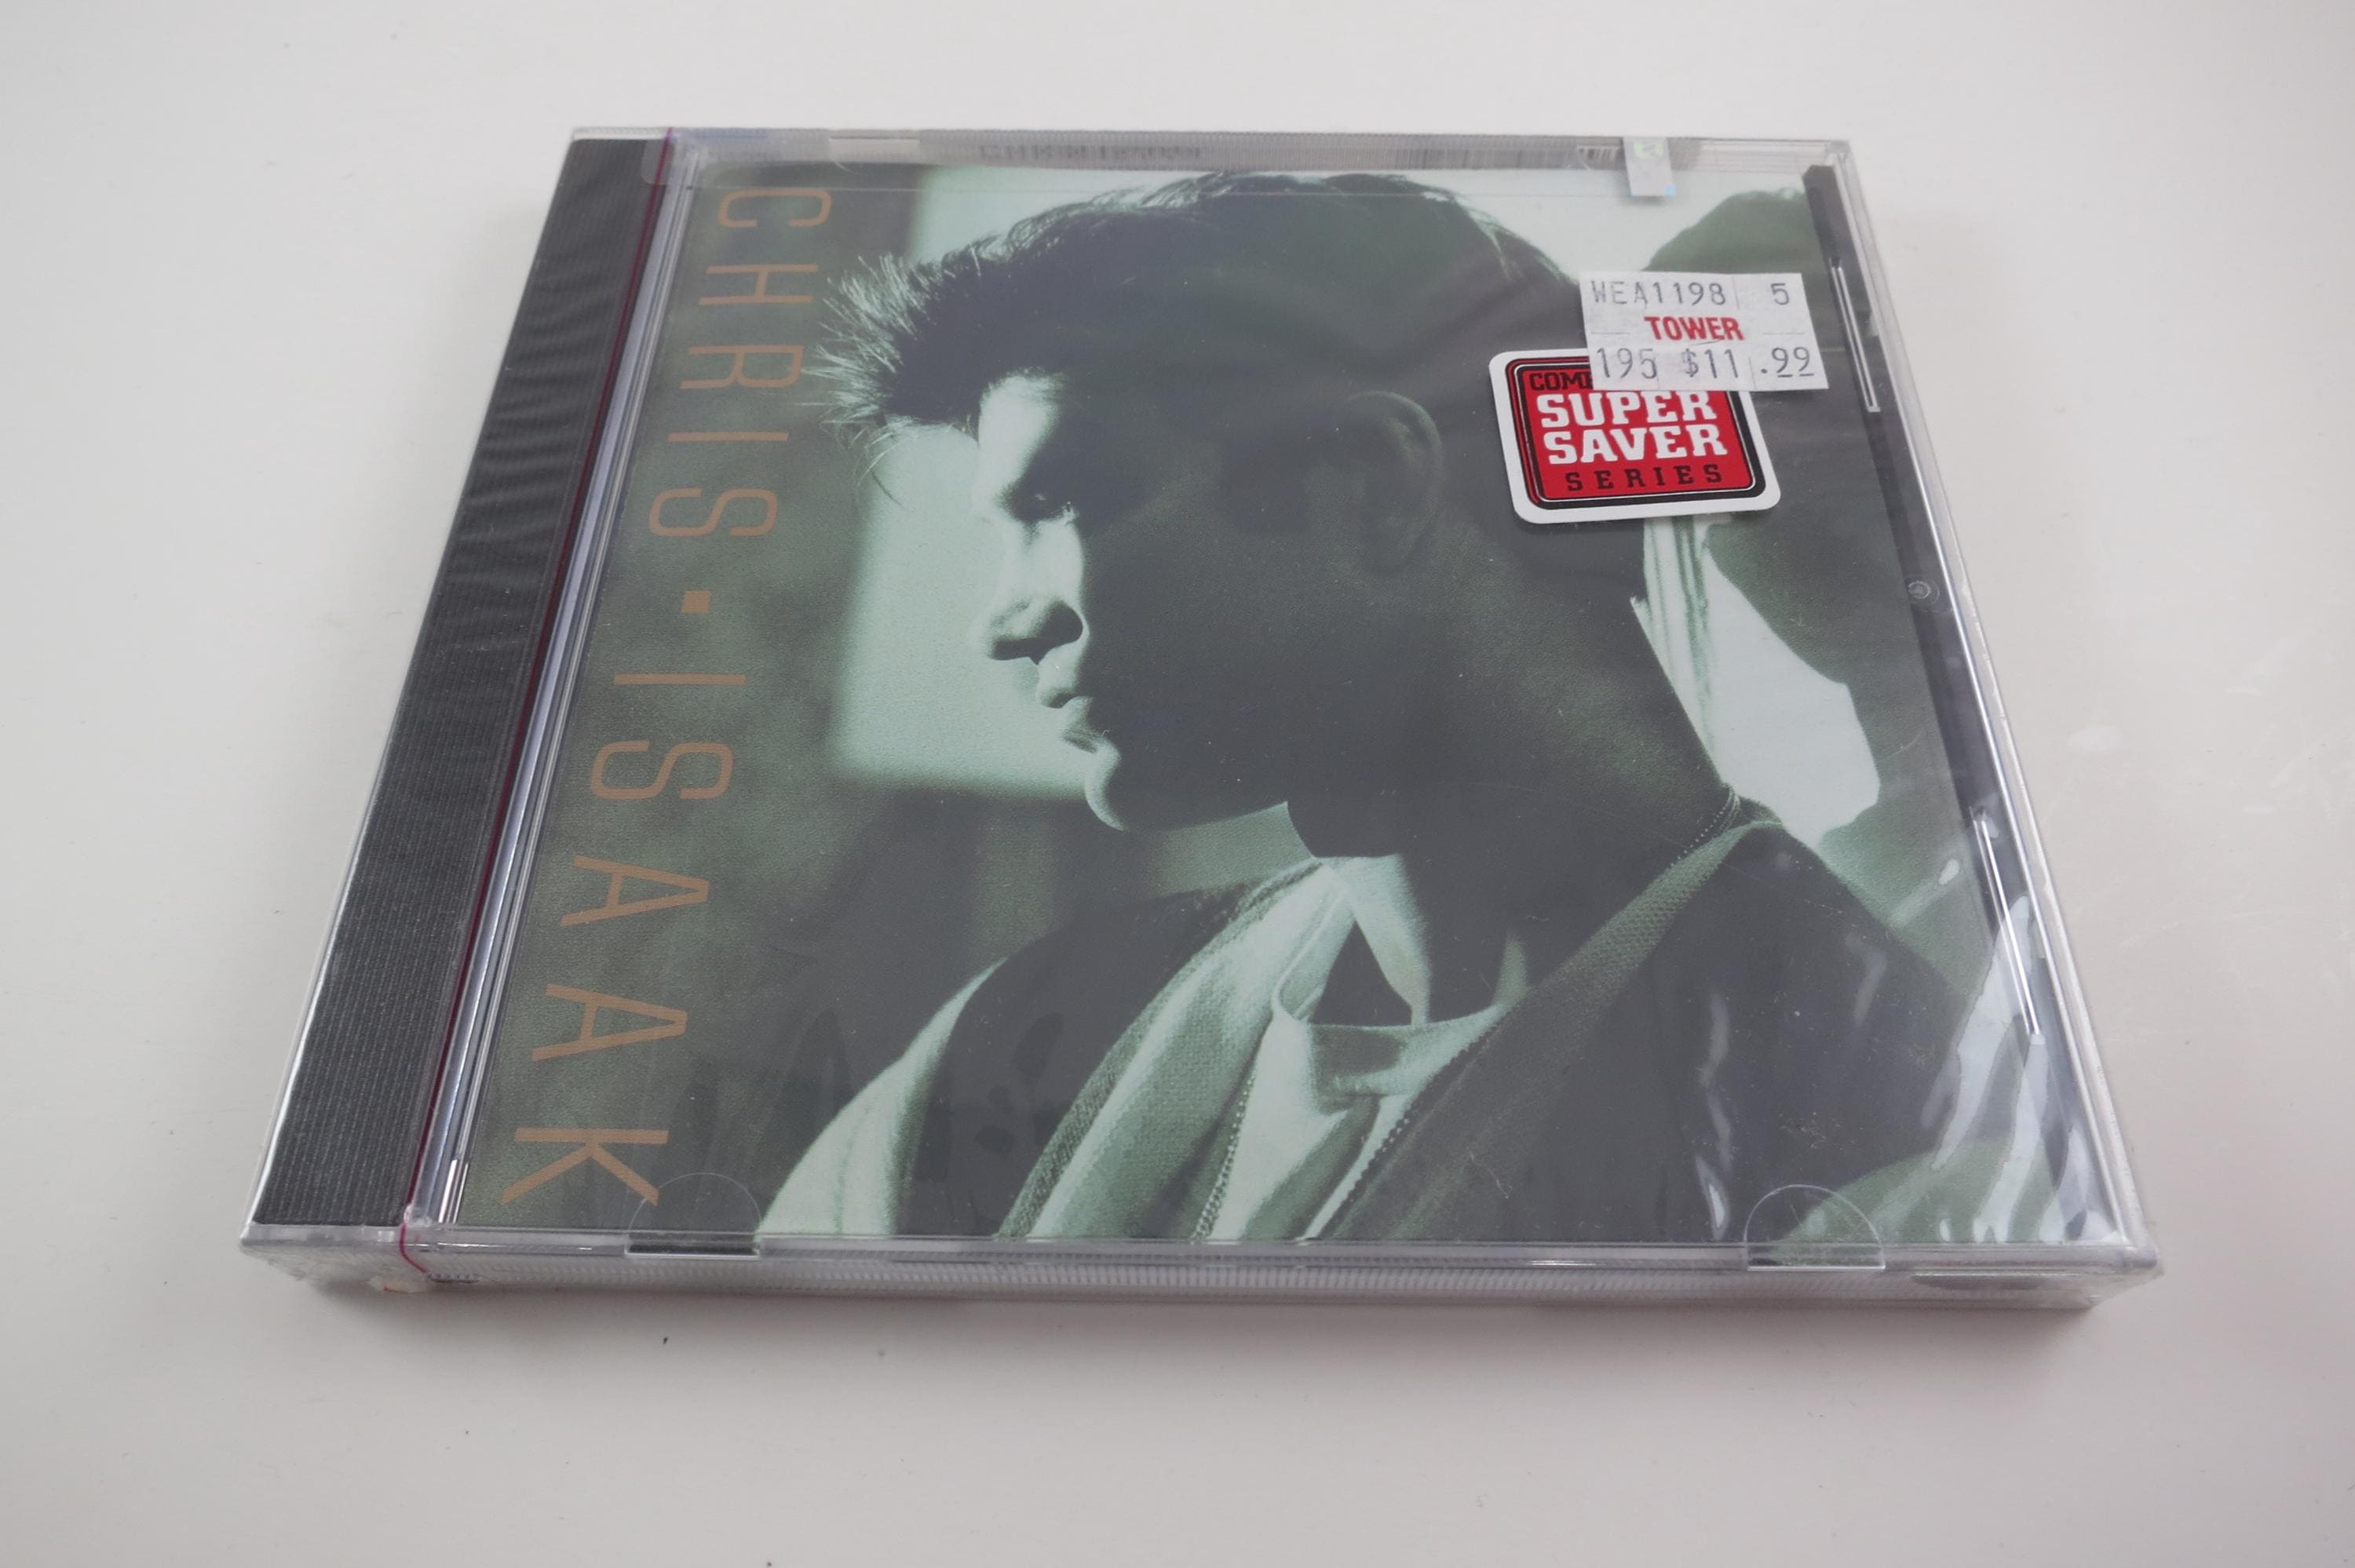 CHRIS▪ISAAK
WEA1198 5
TOWER
195 $11.99
SUPER
SAVER
SERIES